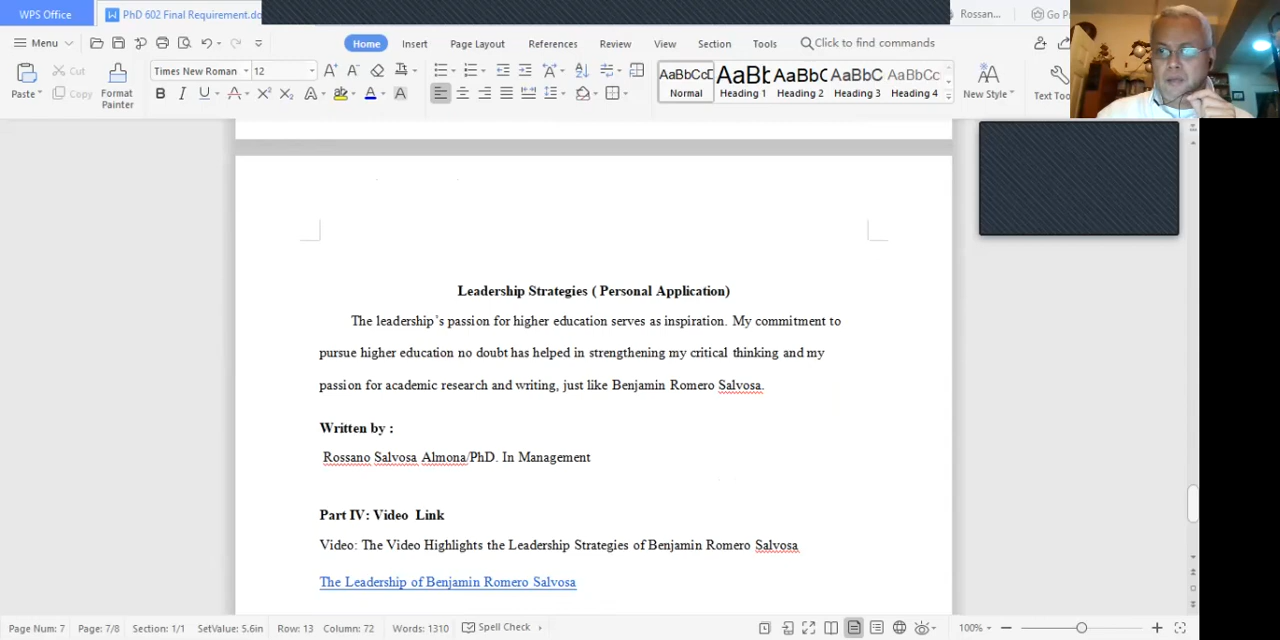 WPS Office
PhD 602 Final Requirement.do
Rossan...
Go P
Menu
Home
Insert
Page Layout
References
Review
View
Section
Tools
Click to find commands
Paste
Cut
Copy
Format
Painter
Times New Roman
12
AaBbCcD
Normal
AaBb
Heading 1
AaBbC
Heading 2
AaBbC
Heading 3
AaBbCc
Heading 4
New Style
Text Too
Leadership Strategies ( Personal Application)
The leadership's passion for higher education serves as inspiration. My commitment to
pursue higher education no doubt has helped in strengthening my critical thinking and my
passion for academic research and writing, just like Benjamin Romero Salvosa.
Written by :
Rossano Salvosa Almona/PhD. In Management
Part IV: Video Link
Video: The Video Highlights the Leadership Strategies of Benjamin Romero Salvosa
The Leadership of Benjamin Romero Salvosa
Page Num: 7
Page: 7/8
Section: 1/1
SetValue: 5.6in
Row: 13
Column: 72
Words: 1310
Spell Check
100%